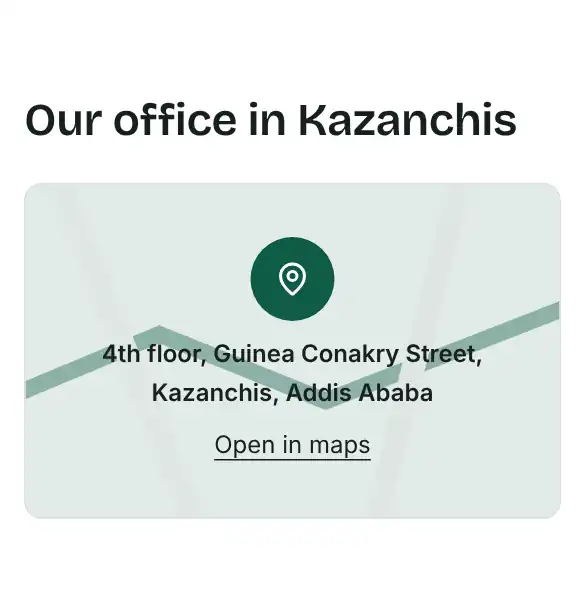 Our office in Kazanchis
4th floor, Guinea Conakry Street,
Kazanchis, Addis Ababa
Open in maps